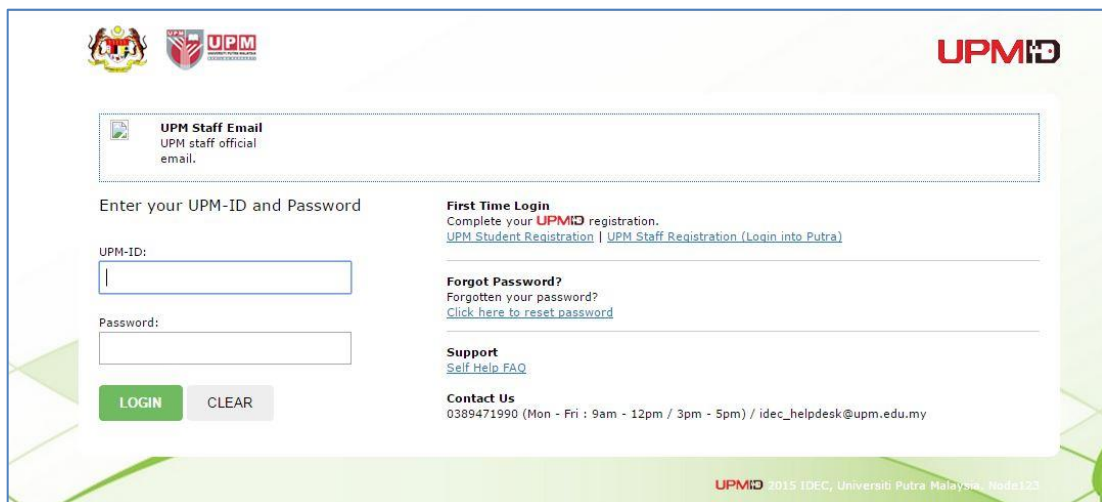 UPM
UNIVERSITI PUTRA MALAYSIA
UPMID
UPM Staff Email
UPM staff official
email.
Enter your UPM-ID and Password
UPM-ID:
Password:
LOGIN CLEAR
First Time Login
Complete your UPMID registration.
UPM Student Registration | UPM Staff Registration (Login into Putra)
Forgot Password?
Forgotten your password?
Click here to reset password
Support
Self Help FAQ
Contact Us
0389471990 (Mon - Fri : 9am - 12pm / 3pm - 5pm) / idec_helpdesk@upm.edu.my
UPMID 2015 IDEC, Universiti Putra Malaysia. Node123